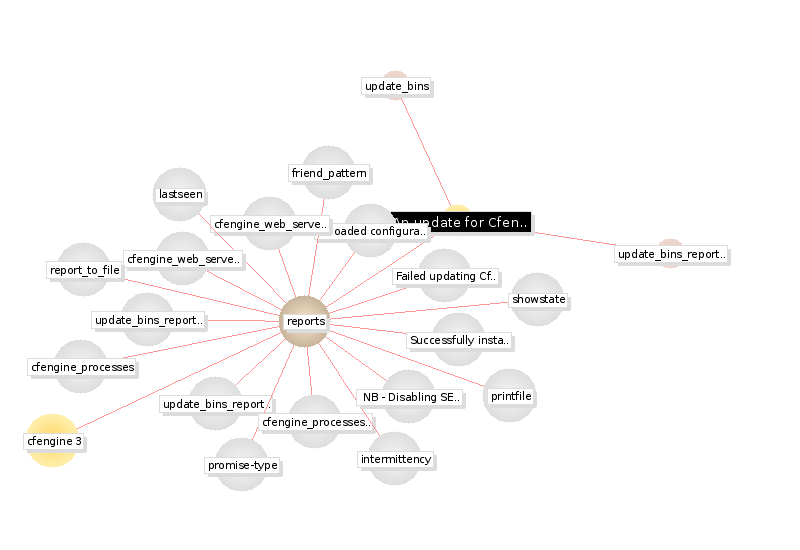 update_bins
friend_pattern
lastseen
An update for Cfen..
cfengine_web_serve..
oaded configura..
update_bins_report..
cfengine_web_serve..
report_to_file
Failed updating Cf..
showstate
update_bins_report..
reports
Successfully insta..
cfengine_processes
printfile
NB - Disabling SE..
update_bins_report..
cfengine_processes..
cfengine 3
intermittency
promise-type